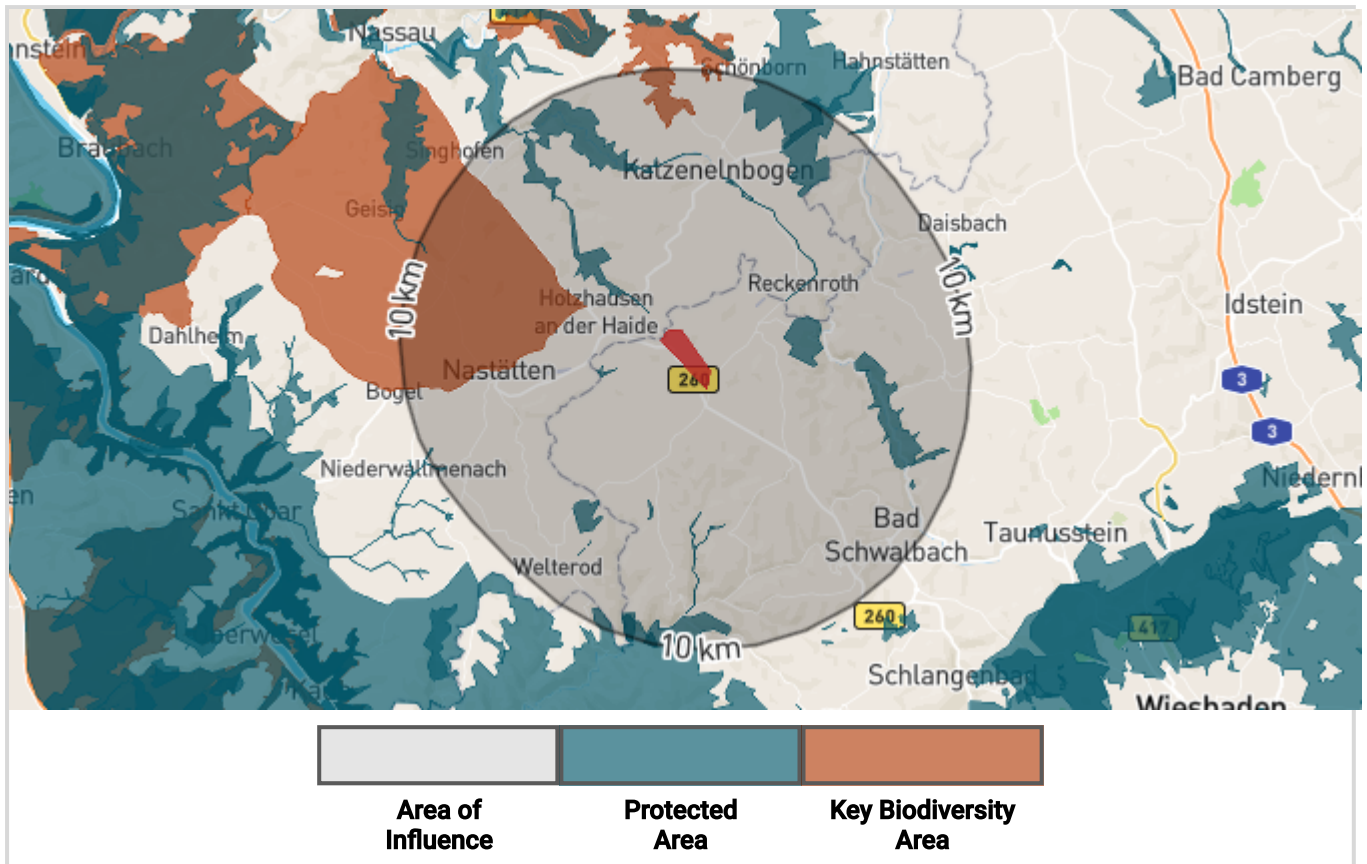 Nassau
Schönborn
Hahnstätten
Bad Camberg
Braubach
Singhofen
Katzenelnbogen
Geisig
Daisbach
10 km
10 km
Reckenroth
Holzhausen
an der Haide
Idstein
Dahlheim
Nastätten
260
3
Bogel
3
Niederwallmenach
Sankt Goar
Bad
Schwalbach
Taunusstein
Welterod
260
417
10 km
Schlangenbad
Wiesbaden
Area of
Influence
Protected
Area
Key Biodiversity
Area